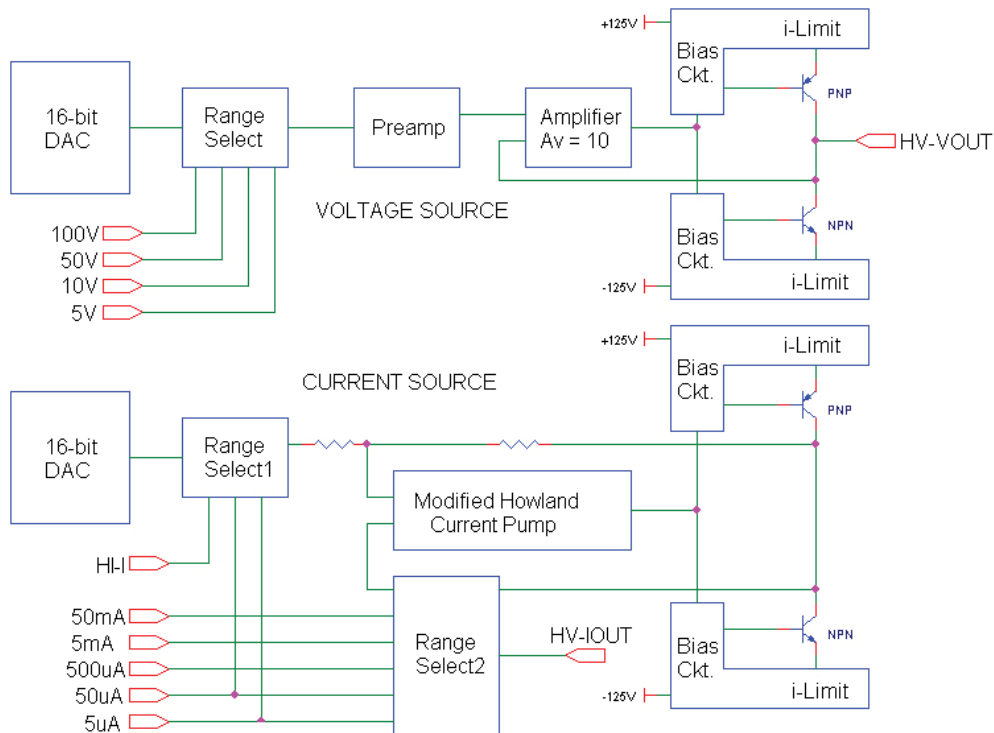 +125V
i-Limit
Bias
Ckt.
PNP
16-bit
DAC
Range
Select
Preamp
Amplifier
Av = 10
HV-VOUT
VOLTAGE SOURCE
100V
50V
10V
5V
NPN
Bias
Ckt.
-125V
i-Limit
+125V
i-Limit
Bias
Ckt.
PNP
CURRENT SOURCE
16-bit
DAC
Range
Select1
Modified Howland
Current Pump
HI-I
50mA
5mA
500uA
50uA
5uA
Range
Select2
HV-IOUT
NPN
Bias
Ckt.
-125V
i-Limit